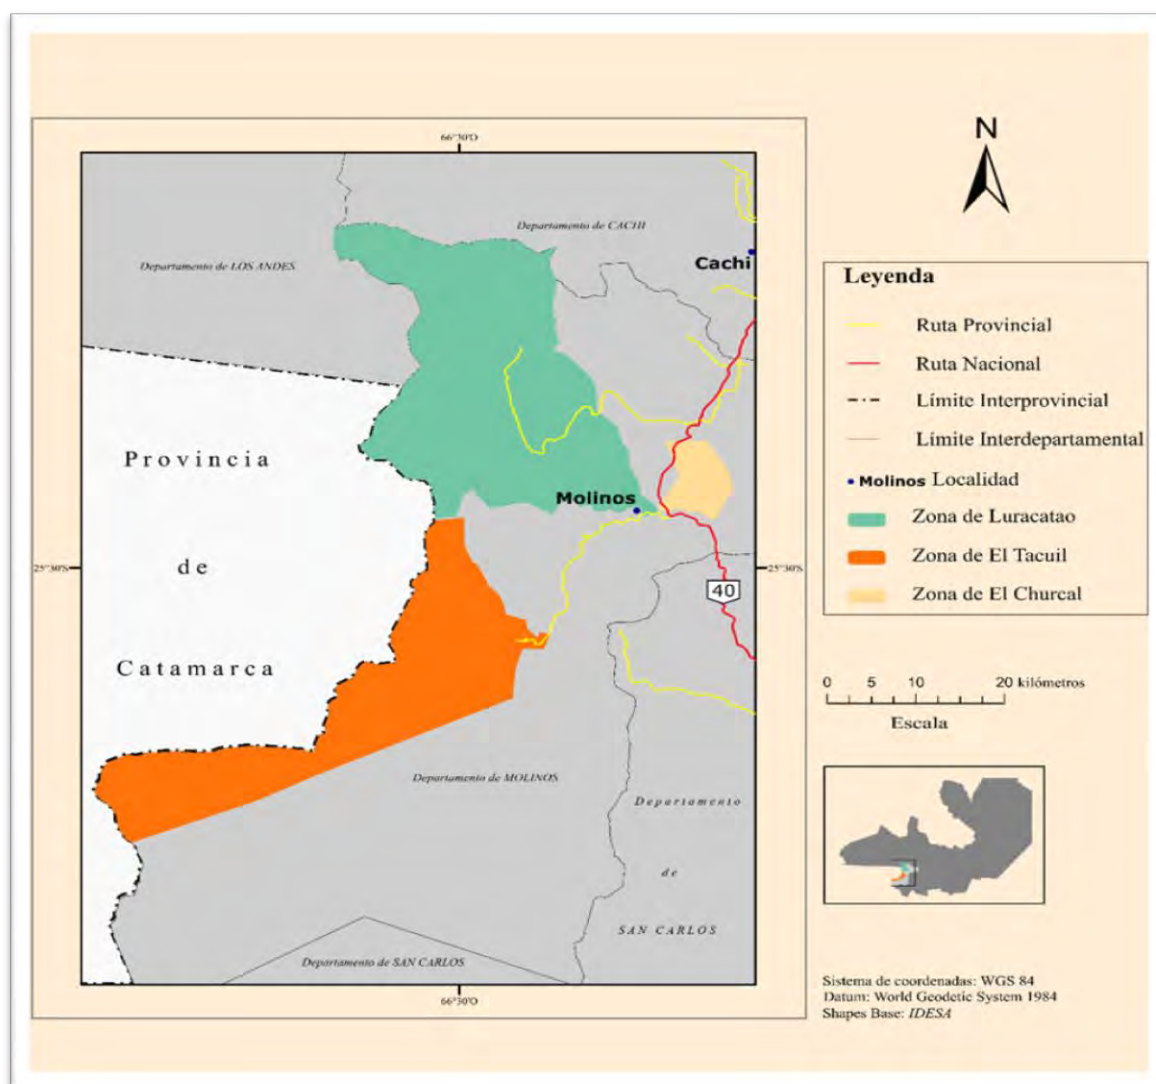 66°30'O
N
Departamento de CACHI
Departamento de LOS ANDES
Cachi
Provincia
de
Catamarca
Molinos
25°30'S
25°30'S
40
Departamento de MOLINOS
Departamento
de
SAN CARLOS
Departamento de SAN CARLOS
66°30'O
Leyenda
Ruta Provincial
Ruta Nacional
Límite Interprovincial
Límite Interdepartamental
Molinos Localidad
Zona de Luracatao
Zona de El Tacuil
Zona de El Churcal
0 5 10 20 kilómetros
Escala
Sistema de coordenadas: WGS 84
Datum: World Geodetic System 1984
Shapes Base: IDESA